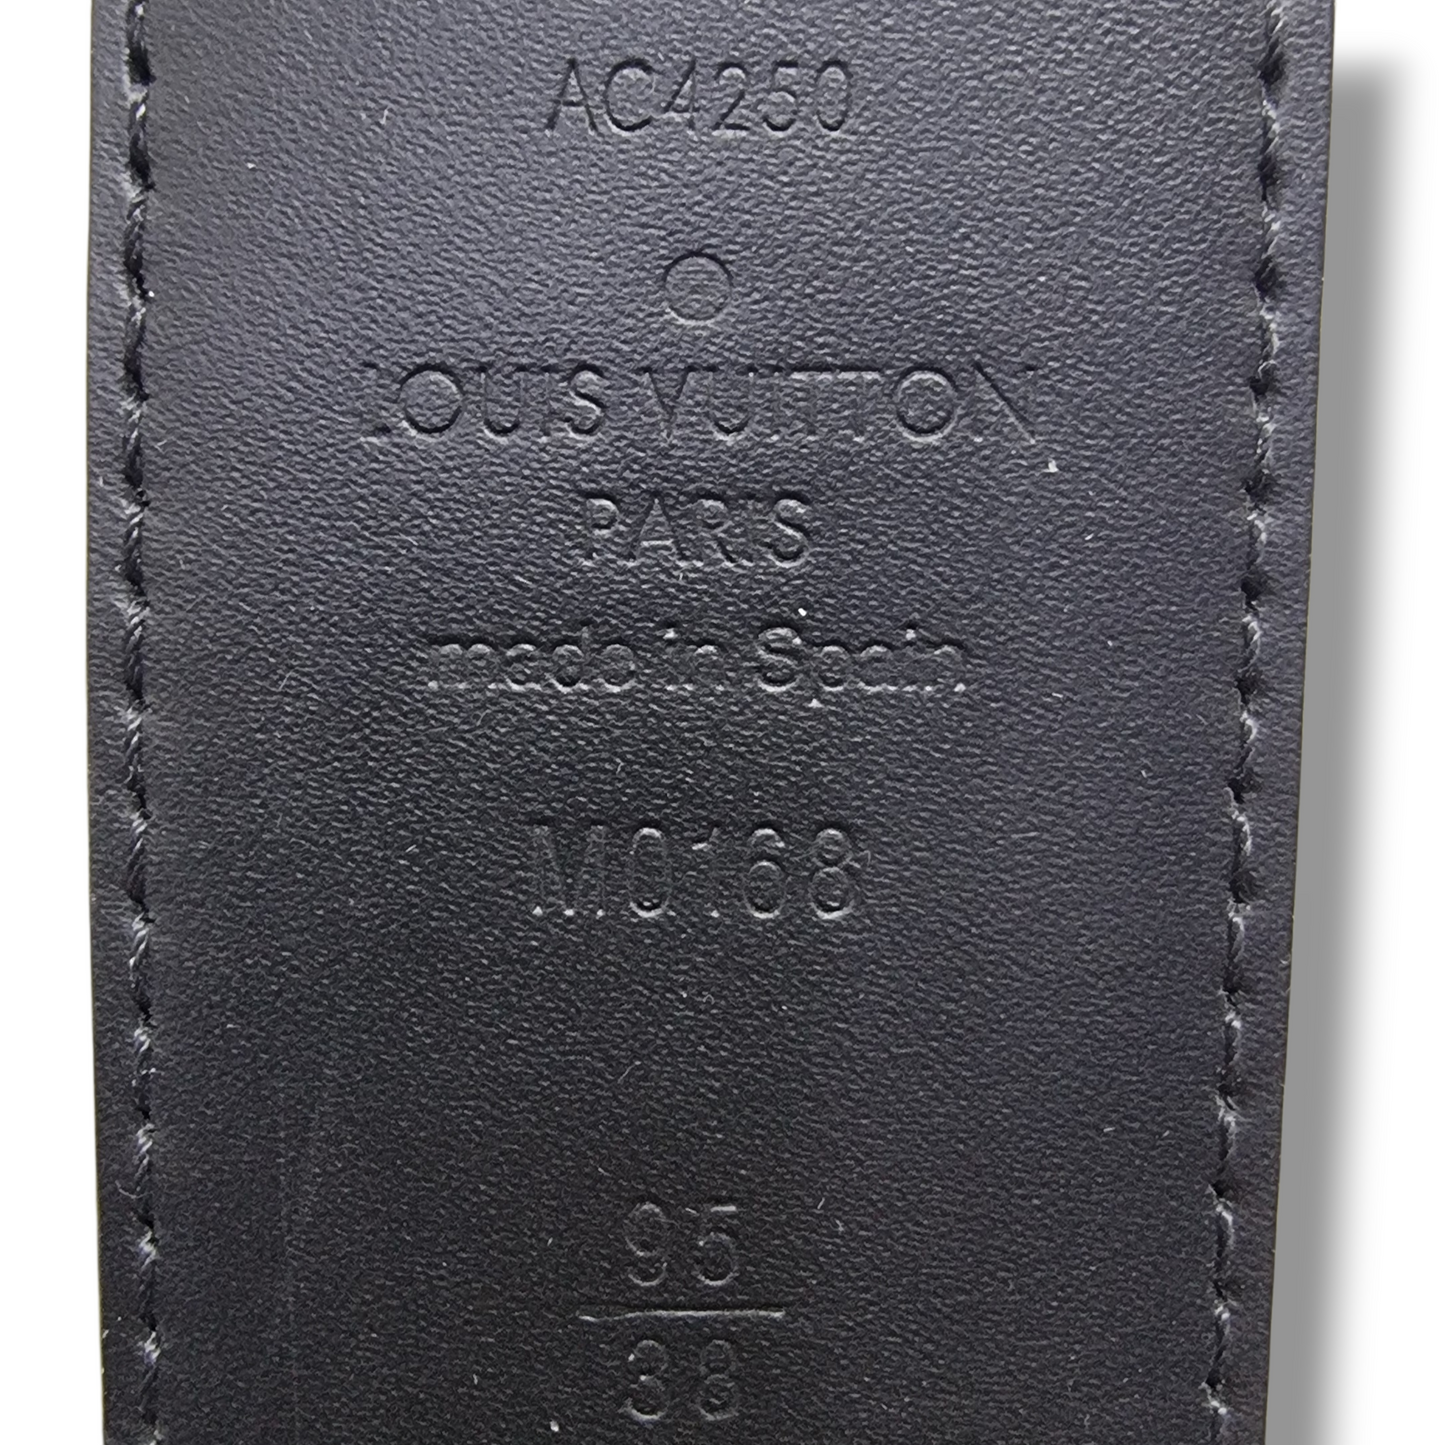 AC4250
LOUIS VUITTON
PARIS
made in Spain
M0168
95
38